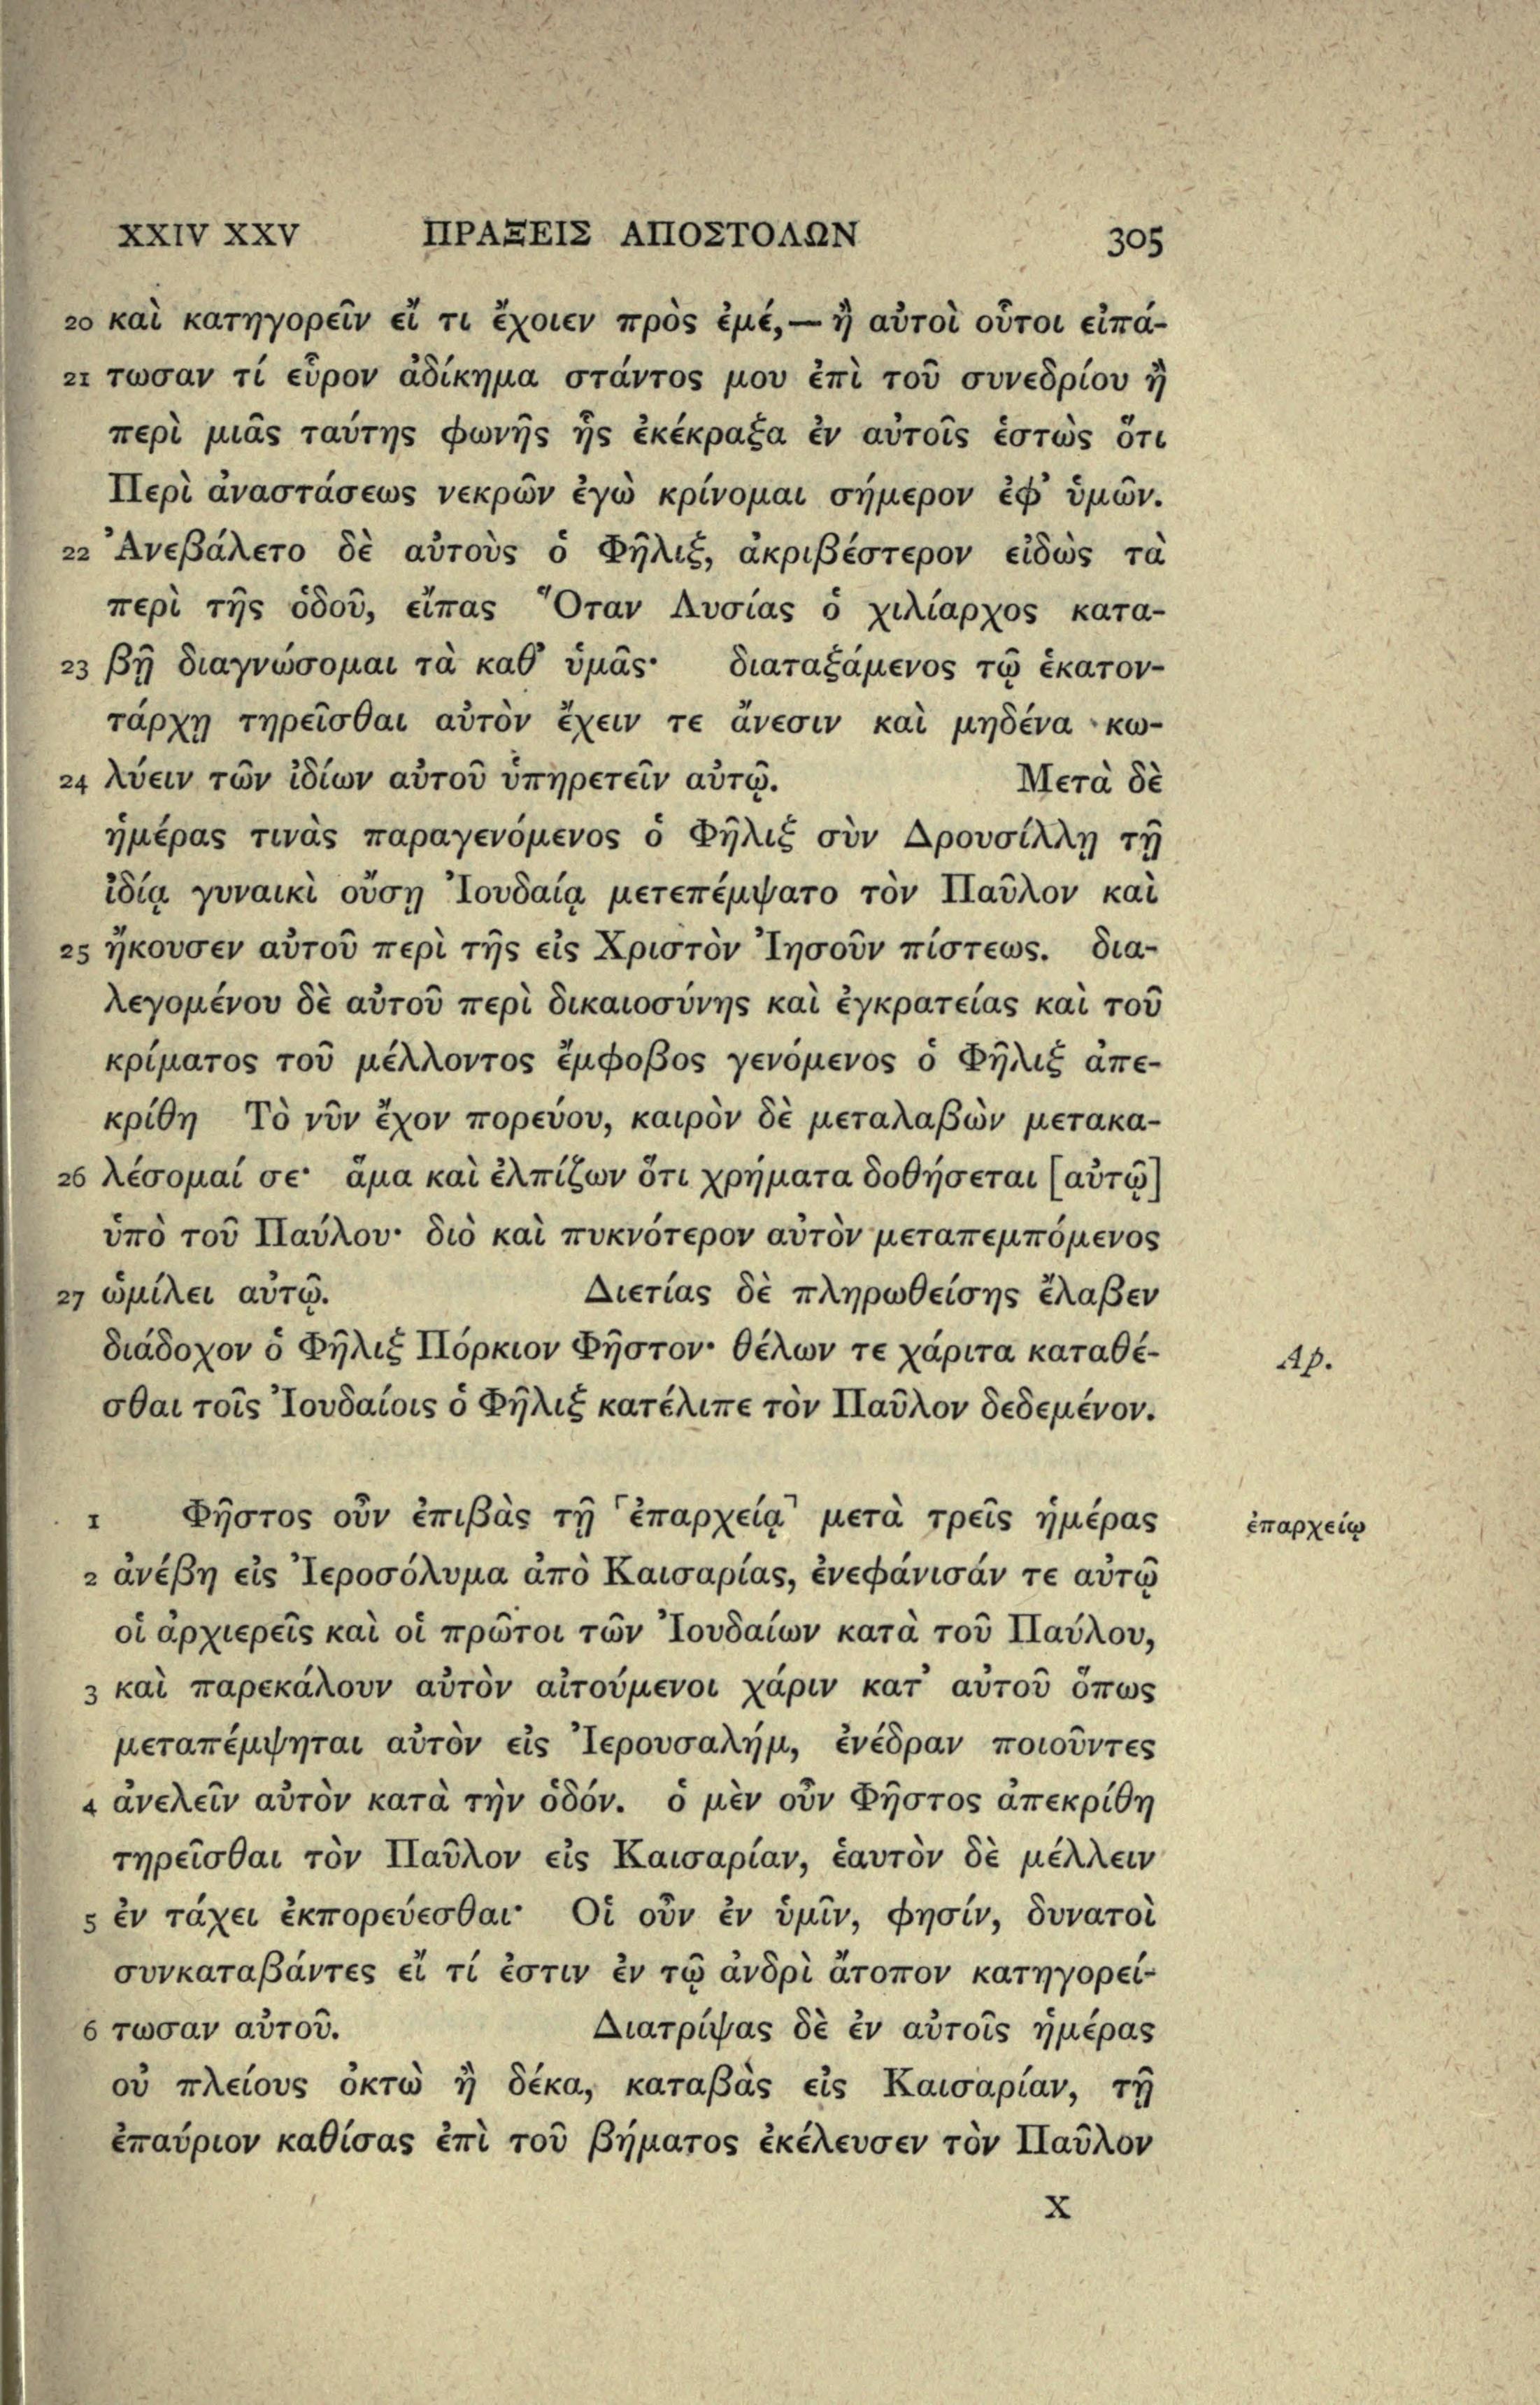 XXIV XXV ΠΡΑΞΕΙΣ ΑΠΟΣΤΟΛΩΝ 305
20 καὶ κατηγορεῖν εἴ τι ἔχοιεν πρὸς ἐμέ,— ἢ αὐτοὶ οὗτοι εἰπά-
21 τωσαν τί εὗρον ἀδίκημα στάντος μου ἐπὶ τοῦ συνεδρίου ἢ
περὶ μιᾶς ταύτης φωνῆς ἧς ἐκέκραξα ἐν αὐτοῖς ἑστὼς ὅτι
Περὶ ἀναστάσεως νεκρῶν ἐγὼ κρίνομαι σήμερον ἐφ’ ὑμῶν.
22 Ἀνεβάλετο δὲ αὐτοὺς ὁ Φῆλιξ, ἀκριβέστερον εἰδὼς τὰ
περὶ τῆς ὁδοῦ, εἴπας Ὅταν Λυσίας ὁ χιλίαρχος κατα-
23 βῇ διαγνώσομαι τὰ καθ’ ὑμᾶς· διαταξάμενος τῷ ἑκατον-
τάρχῃ τηρεῖσθαι αὐτὸν ἔχειν τε ἄνεσιν καὶ μηδένα κω-
24 λύειν τῶν ἰδίων αὐτοῦ ὑπηρετεῖν αὐτῷ. Μετὰ δὲ
ἡμέρας τινὰς παραγενόμενος ὁ Φῆλιξ σὺν Δρουσίλλῃ τῇ
ἰδίᾳ γυναικὶ οὔσῃ Ἰουδαίᾳ μετεπέμψατο τὸν Παῦλον καὶ
25 ἤκουσεν αὐτοῦ περὶ τῆς εἰς Χριστὸν Ἰησοῦν πίστεως. δια-
λεγομένου δὲ αὐτοῦ περὶ δικαιοσύνης καὶ ἐγκρατείας καὶ τοῦ
κρίματος τοῦ μέλλοντος ἔμφοβος γενόμενος ὁ Φῆλιξ ἀπε-
κρίθη Τὸ νῦν ἔχον πορεύου, καιρὸν δὲ μεταλαβὼν μετακα-
26 λέσομαί σε· ἅμα καὶ ἐλπίζων ὅτι χρήματα δοθήσεται [αὐτῷ]
ὑπὸ τοῦ Παύλου· διὸ καὶ πυκνότερον αὐτὸν μεταπεμπόμενος
27 ὡμίλει αὐτῷ. Διετίας δὲ πληρωθείσης ἔλαβεν
διάδοχον ὁ Φῆλιξ Πόρκιον Φῆστον· θέλων τε χάριτα καταθέ- Ap.
σθαι τοῖς Ἰουδαίοις ὁ Φῆλιξ κατέλιπε τὸν Παῦλον δεδεμένον.
1 Φῆστος οὖν ἐπιβὰς τῇ ⌜ἐπαρχείᾳ⌝ μετὰ τρεῖς ἡμέρας ἐπαρχείῳ
2 ἀνέβη εἰς Ἰεροσόλυμα ἀπὸ Καισαρίας, ἐνεφάνισάν τε αὐτῷ
οἱ ἀρχιερεῖς καὶ οἱ πρῶτοι τῶν Ἰουδαίων κατὰ τοῦ Παύλου,
3 καὶ παρεκάλουν αὐτὸν αἰτούμενοι χάριν κατ’ αὐτοῦ ὅπως
μεταπέμψηται αὐτὸν εἰς Ἰερουσαλήμ, ἐνέδραν ποιοῦντες
4 ἀνελεῖν αὐτὸν κατὰ τὴν ὁδόν. ὁ μὲν οὖν Φῆστος ἀπεκρίθη
τηρεῖσθαι τὸν Παῦλον εἰς Καισαρίαν, ἑαυτὸν δὲ μέλλειν
5 ἐν τάχει ἐκπορεύεσθαι· Οἱ οὖν ἐν ὑμῖν, φησίν, δυνατοὶ
συνκαταβάντες εἴ τί ἐστιν ἐν τῷ ἀνδρὶ ἄτοπον κατηγορεί-
6 τωσαν αὐτοῦ. Διατρίψας δὲ ἐν αὐτοῖς ἡμέρας
οὐ πλείους ὀκτὼ ἢ δέκα, καταβὰς εἰς Καισαρίαν, τῇ
ἐπαύριον καθίσας ἐπὶ τοῦ βήματος ἐκέλευσεν τὸν Παῦλον
X